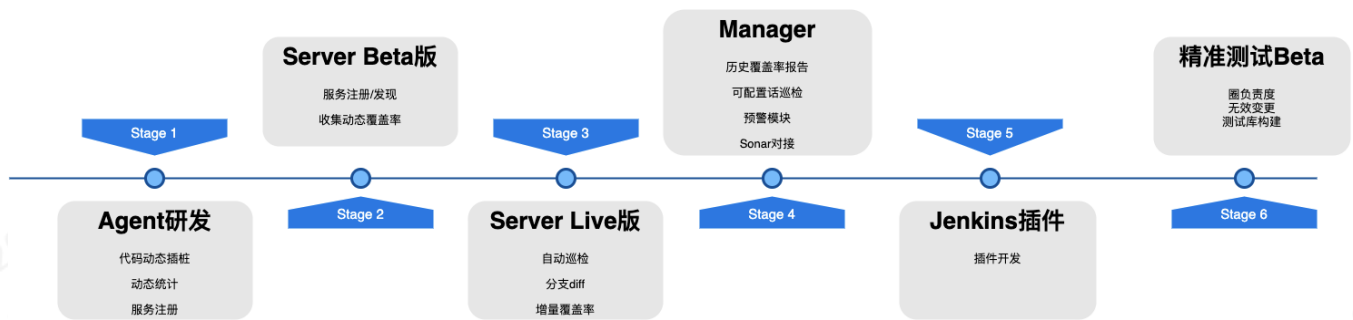 Stage 1
Agent研发
代码动态插桩
动态统计
服务注册
Server Beta版
服务注册/发现
收集动态覆盖率
Stage 2
Stage 3
Server Live版
自动巡检
分支diff
增量覆盖率
Manager
历史覆盖率报告
可配置话巡检
预警模块
Sonar对接
Stage 4
Stage 5
Jenkins插件
插件开发
精准测试Beta
圈负责度
无效变更
测试库构建
Stage 6